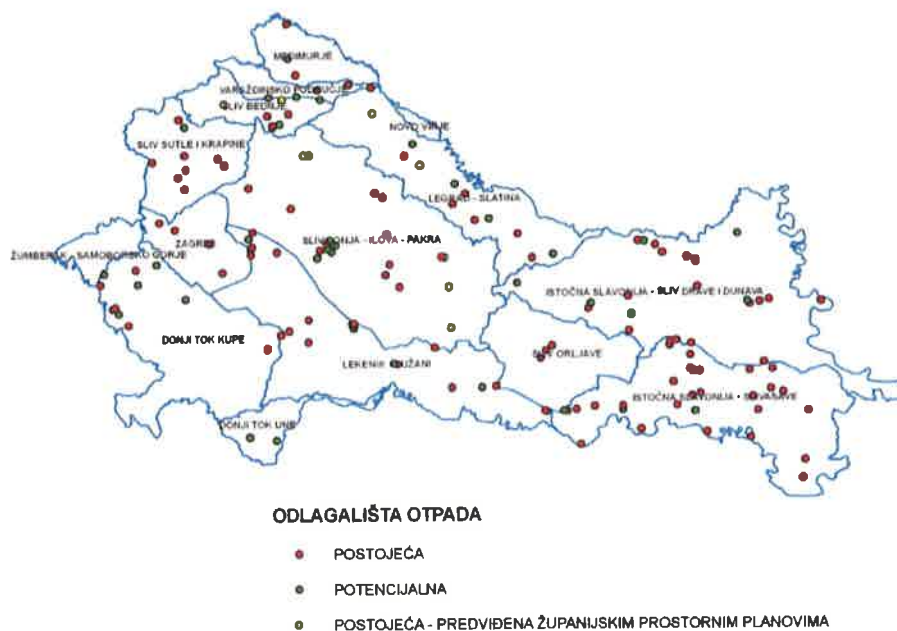 MEĐIMURJE
VARAŽDINSKO PODRUČJE
SLIV BEDNJE
NOVO VIRJE
SLIV SUTLE I KRAPINE
LEGRAD - SLATINA
ZAGREB
SLIV LONJA - ILOVA - PAKRA
ŽUMBERAK - SAMOBORSKO GORJE
ISTOČNA SLAVONIJA - SLIV DRAVE I DUNAVA
DONJI TOK KUPE
SLIV ORLJAVE
LEKENIK - LUŽANI
ISTOČNA SLAVONIJA - SLIV SAVE
DONJI TOK UNE
ODLAGALIŠTA OTPADA
POSTOJEĆA
POTENCIJALNA
POSTOJEĆA - PREDVIĐENA ŽUPANIJSKIM PROSTORNIM PLANOVIMA